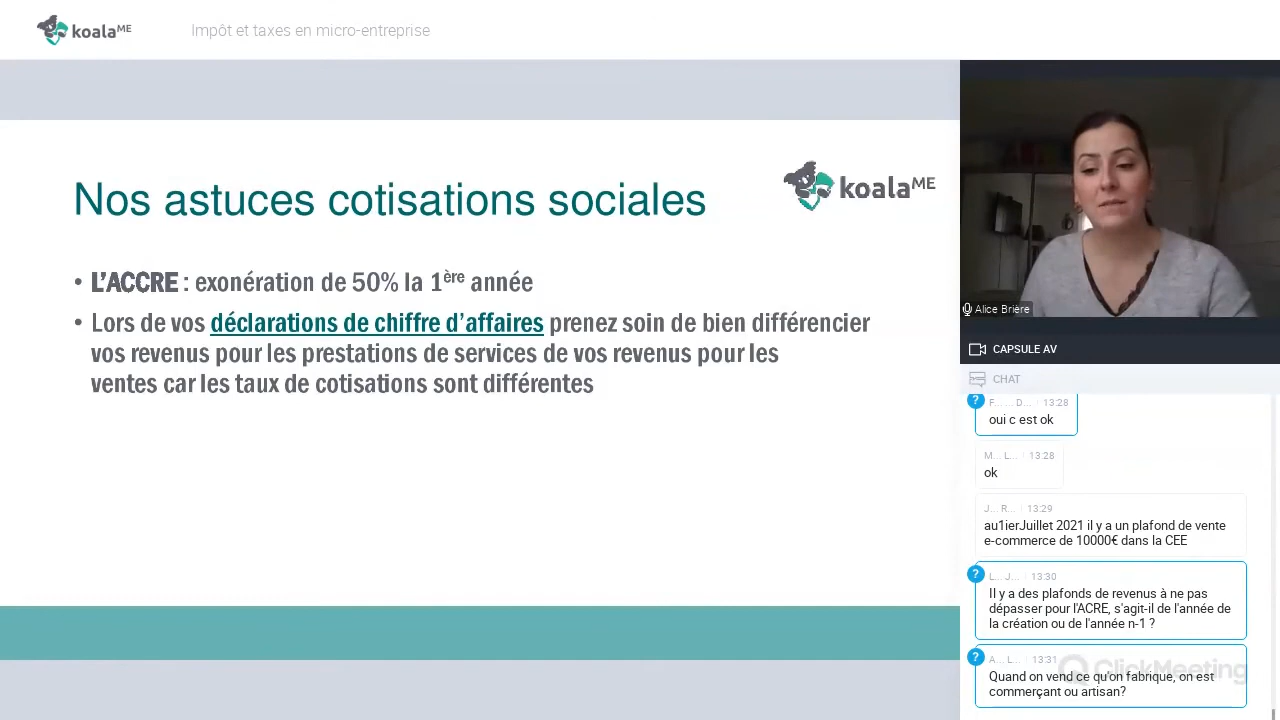 koalaME
Impôt et taxes en micro-entreprise
Nos astuces cotisations sociales
koalaME
• L'ACCRE : exonération de 50% la 1ère année
• Lors de vos déclarations de chiffre d'affaires prenez soin de bien différencier
vos revenus pour les prestations de services de vos revenus pour les
ventes car les taux de cotisations sont différentes
Alice Brière
CAPSULE AV
CHAT
? F... ... D... 13:28
oui c est ok
M... L... 13:28
ok
J... R... 13:29
au1ierJuillet 2021 il y a un plafond de vente
e-commerce de 10000€ dans la CEE
? L... J... 13:30
Il y a des plafonds de revenus à ne pas
dépasser pour l'ACRE, s'agit-il de l'année de
la création ou de l'année n-1 ?
? A... L... 13:31
ClickMeeting
Quand on vend ce qu'on fabrique, on est
commerçant ou artisan?